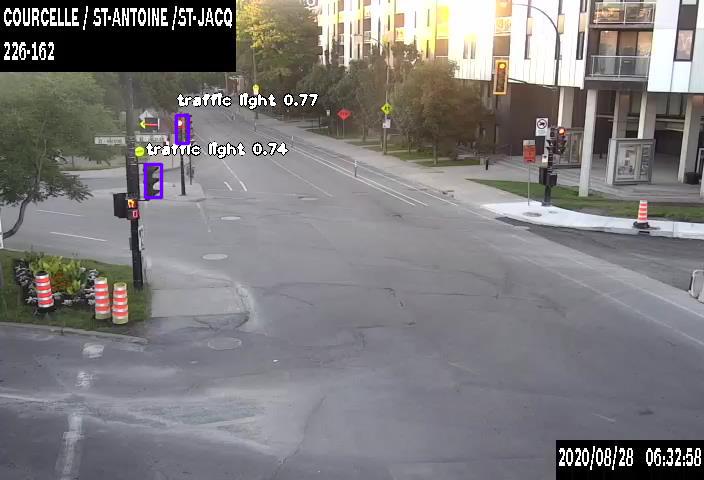 COURCELLE / ST-ANTOINE /ST-JACQ
226-162
traffic light 0.77
traffic light 0.74
2020/08/28 06:32:58